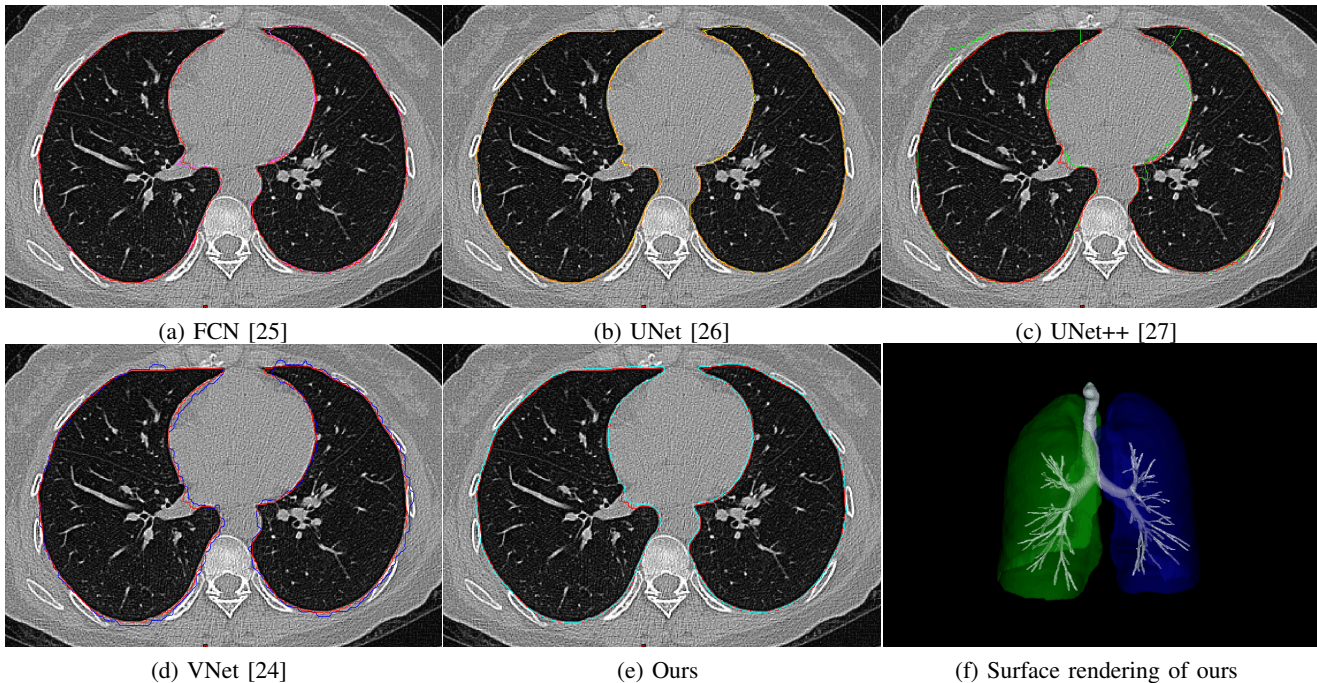 (a) FCN [25]
(b) UNet [26]
(c) UNet++ [27]
(d) VNet [24]
(e) Ours
(f) Surface rendering of ours